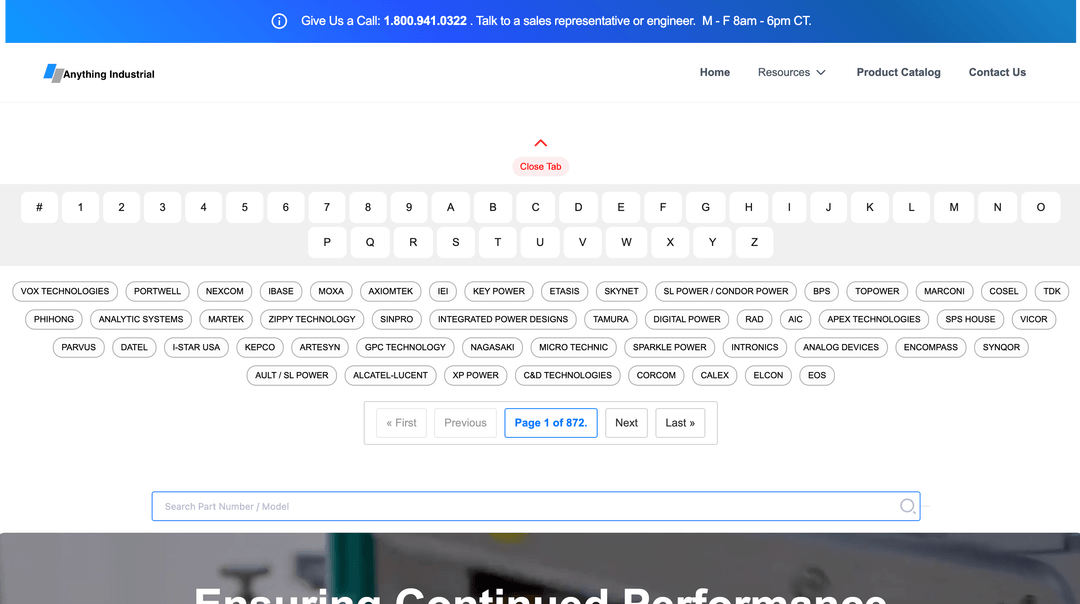 Give Us a Call: 1.800.941.0322 . Talk to a sales representative or engineer.  M - F 8am - 6pm CT.
Anything Industrial
Home Resources Product Catalog Contact Us
Close Tab
# 1 2 3 4 5 6 7 8 9 A B C D E F G H I J K L M N O
P Q R S T U V W X Y Z
VOX TECHNOLOGIES PORTWELL NEXCOM IBASE MOXA AXIOMTEK IEI KEY POWER ETASIS SKYNET SL POWER / CONDOR POWER BPS TOPOWER MARCONI COSEL TDK
PHIHONG ANALYTIC SYSTEMS MARTEK ZIPPY TECHNOLOGY SINPRO INTEGRATED POWER DESIGNS TAMURA DIGITAL POWER RAD AIC APEX TECHNOLOGIES SPS HOUSE VICOR
PARVUS DATEL I-STAR USA KEPCO ARTESYN GPC TECHNOLOGY NAGASAKI MICRO TECHNIC SPARKLE POWER INTRONICS ANALOG DEVICES ENCOMPASS SYNQOR
AULT / SL POWER ALCATEL-LUCENT XP POWER C&D TECHNOLOGIES CORCOM CALEX ELCON EOS
« First Previous Page 1 of 872. Next Last »
Search Part Number / Model
Ensuring Continued Performance